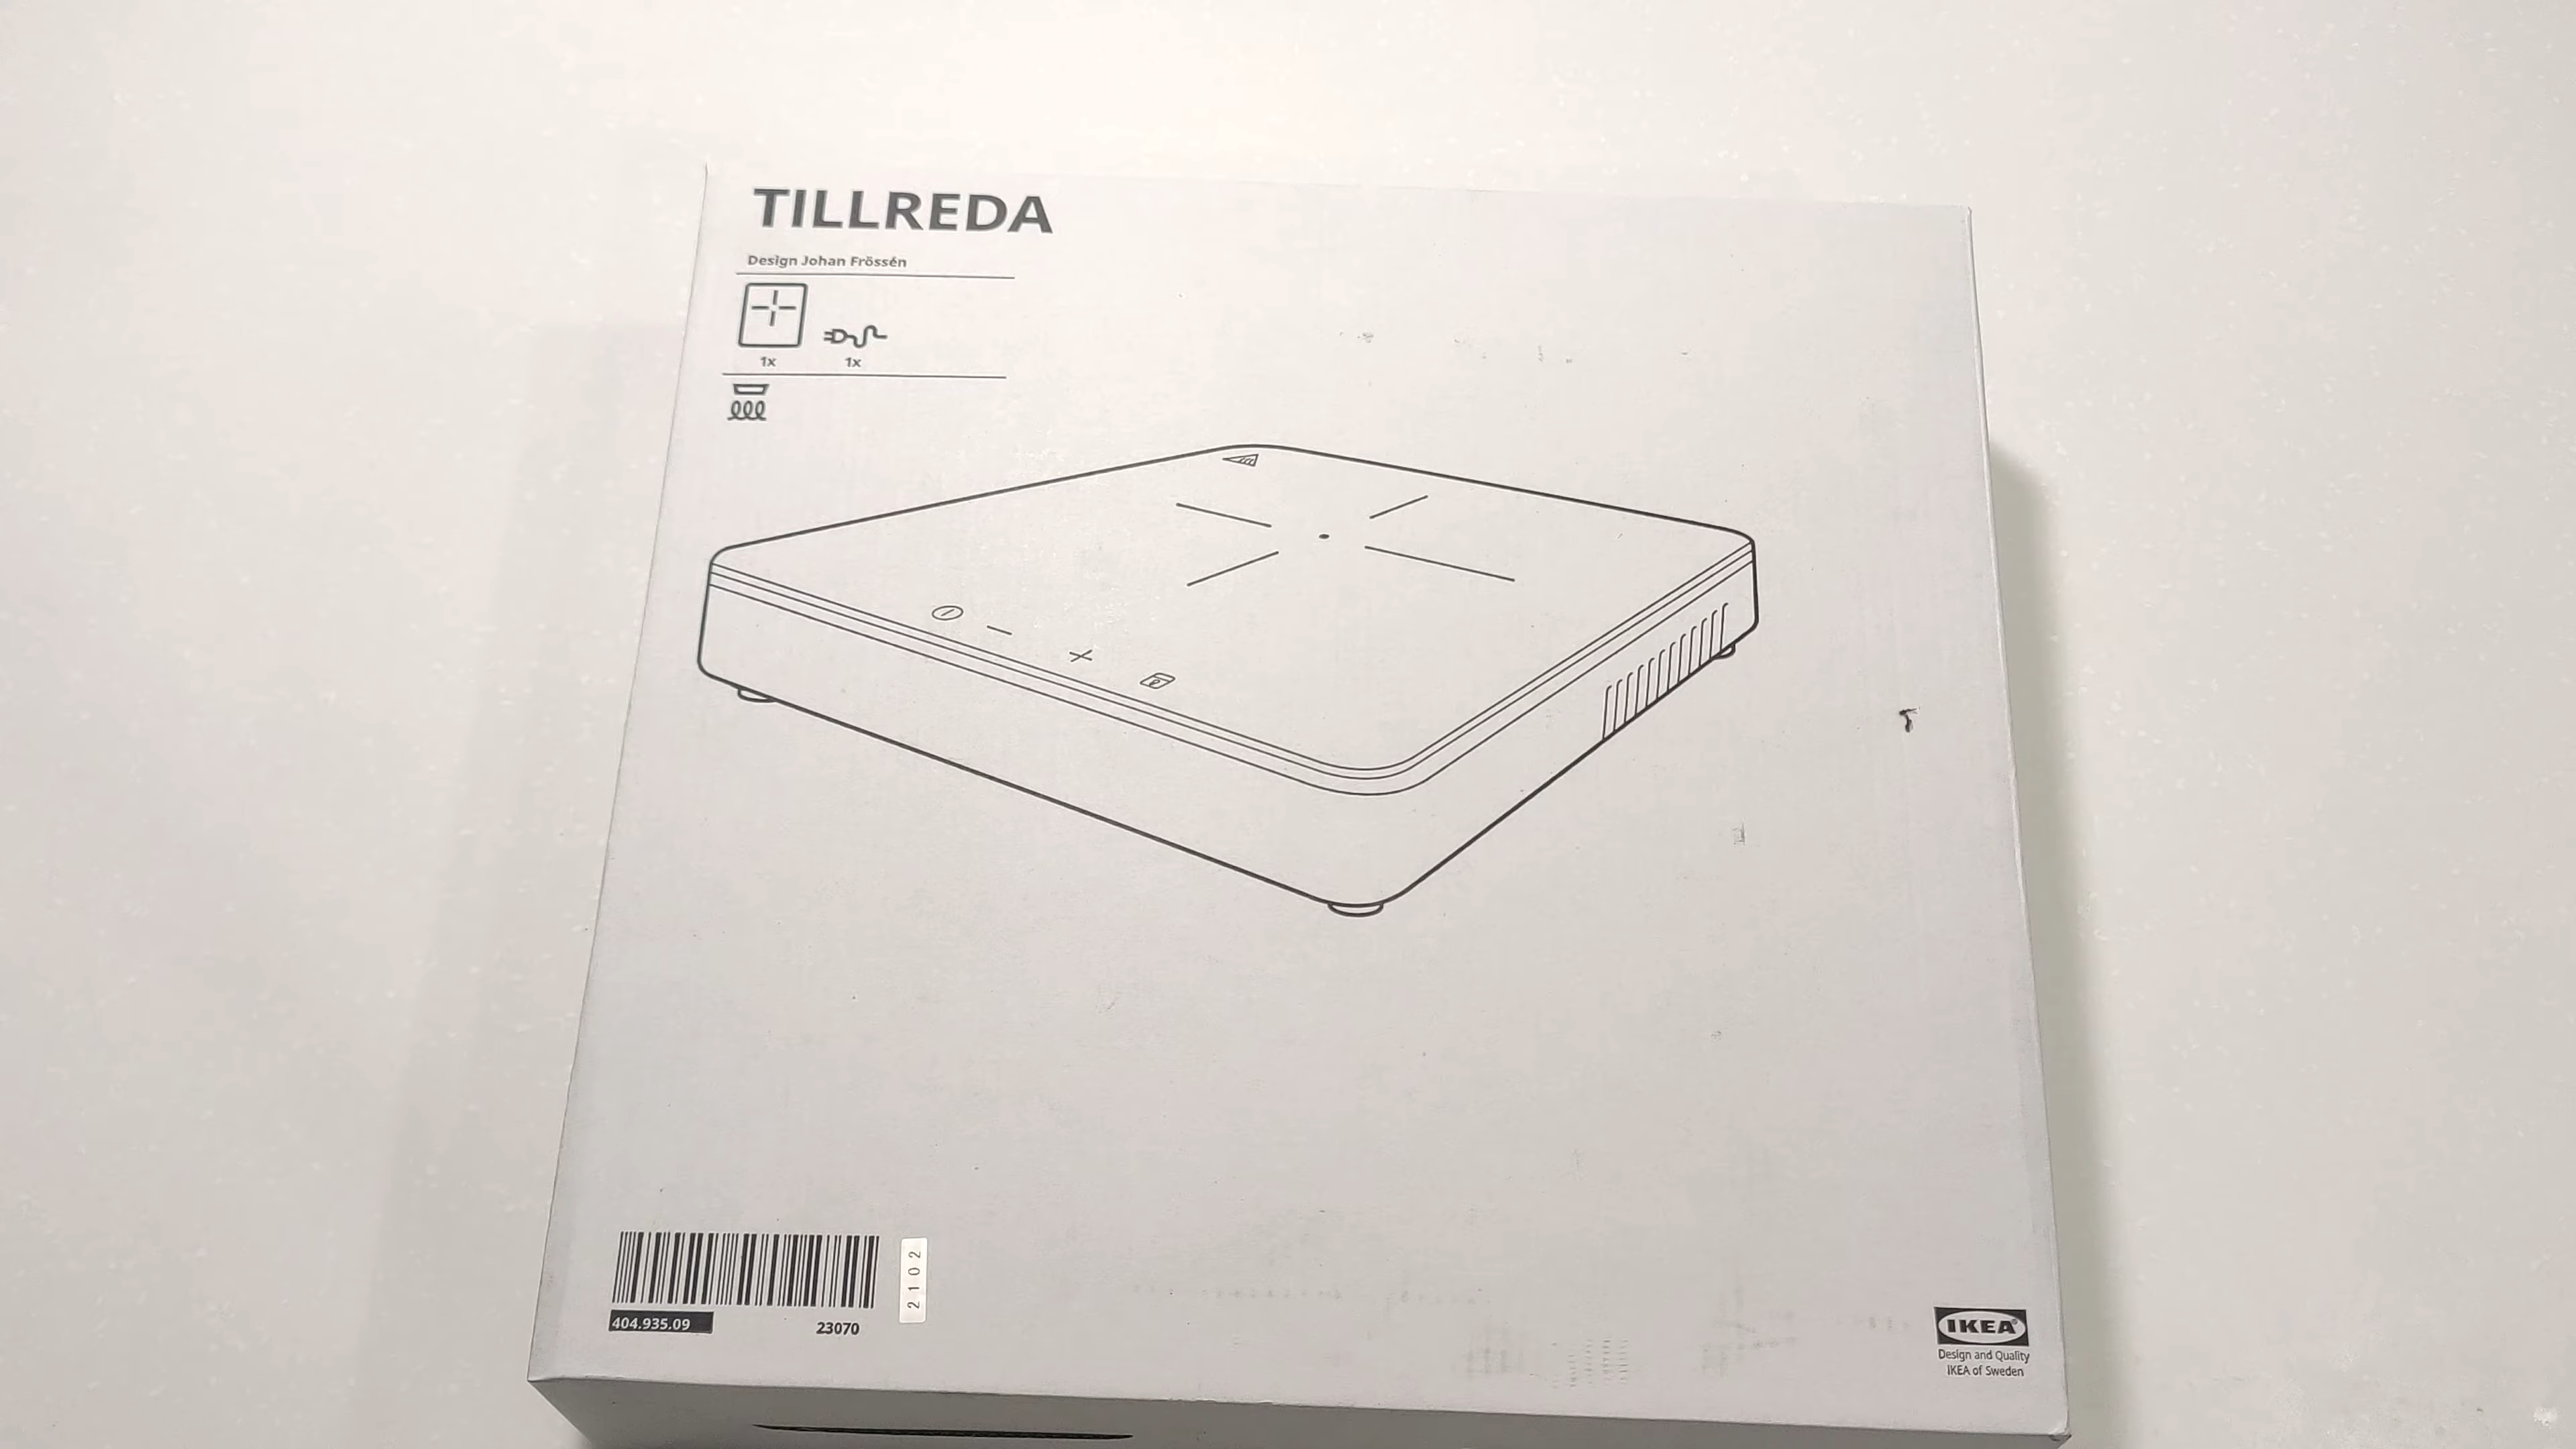 TILLREDA
Design Johan Frössén
1x 1x
404.935.09
23070
2102
IKEA®
Design and Quality
IKEA of Sweden